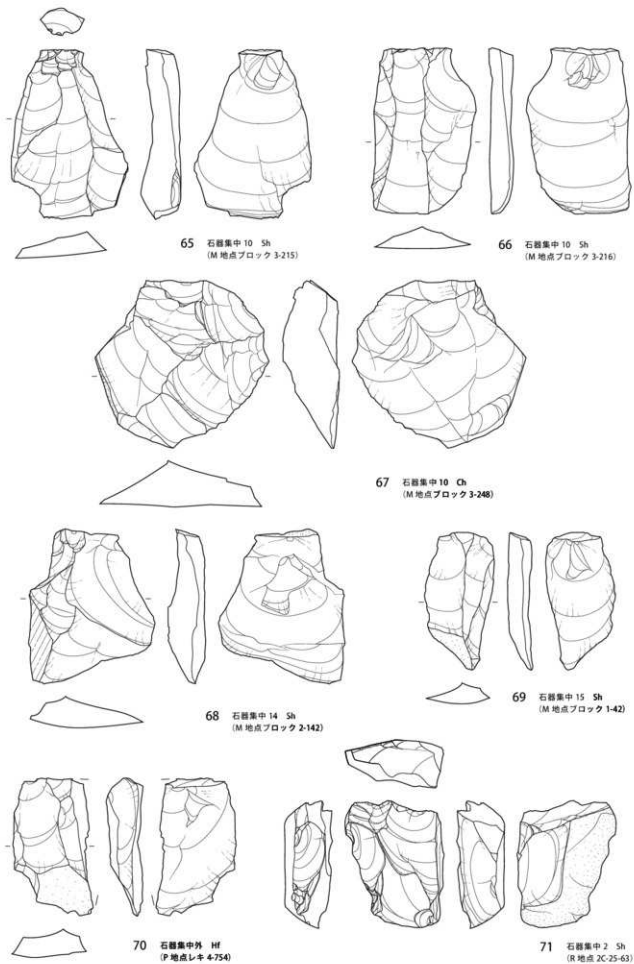 65 石器集中 10 Sh
(M 地点ブロック 3-215)
66 石器集中 10 Sh
(M 地点ブロック 3-216)
67 石器集中 10 Ch
(M 地点ブロック 3-248)
68 石器集中 14 Sh
(M 地点ブロック 2-142)
69 石器集中 15 Sh
(M 地点ブロック 1-42)
70 石器集中外 Hf
(P 地点レキ 4-754)
71 石器集中 2 Sh
(R 地点 2C-25-63)